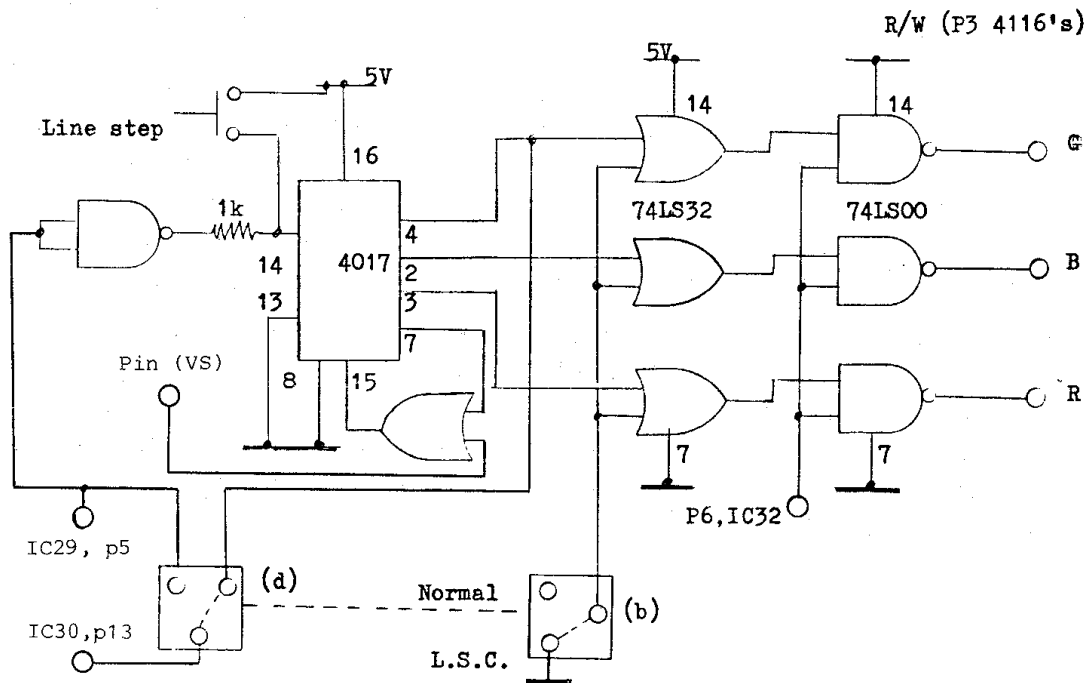 R/W (P3 4116's)
5V
5V
14
14
Line step
16
G
74LS32
74LS00
1k
4
14
4017
2
B
13
3
7
Pin (VS)
8
15
R
7
7
P6,IC32
IC29, p5
(d)
Normal
(b)
IC30,p13
L.S.C.